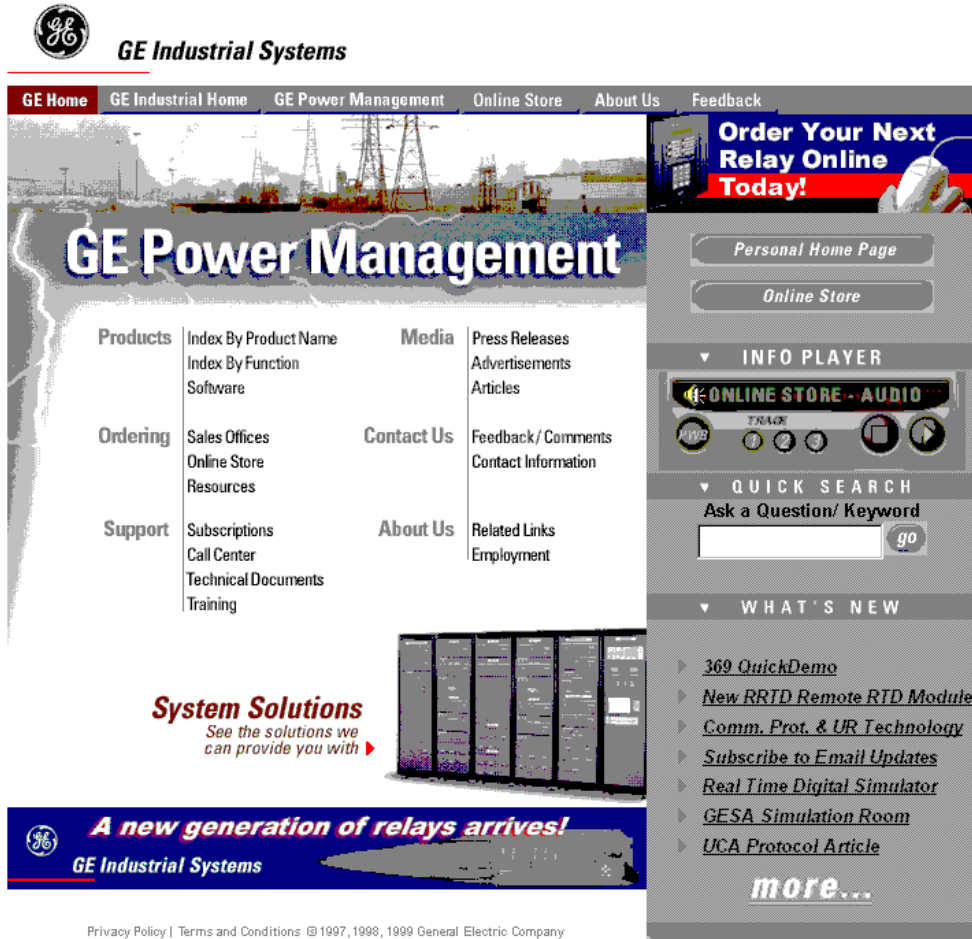 GE
GE Industrial Systems
GE Home
GE Industrial Home
GE Power Management
Online Store
About Us
Feedback
Order Your Next
Relay Online
Today!
GE Power Management
Personal Home Page
Online Store
Products
Index By Product Name
Index By Function
Software
Media
Press Releases
Advertisements
Articles
Ordering
Sales Offices
Online Store
Resources
Contact Us
Feedback/Comments
Contact Information
Support
Subscriptions
Call Center
Technical Documents
Training
About Us
Related Links
Employment
INFO PLAYER
ONLINE STORE - AUDIO
TRACK
PWR
1 2 3
QUICK SEARCH
Ask a Question/ Keyword
go
WHAT'S NEW
369 QuickDemo
New RRTD Remote RTD Module
Comm. Prot. & UR Technology
Subscribe to Email Updates
Real Time Digital Simulator
GESA Simulation Room
UCA Protocol Article
more...
System Solutions
See the solutions we
can provide you with
A new generation of relays arrives!
GE
GE Industrial Systems
Privacy Policy | Terms and Conditions ©1997, 1998, 1999 General Electric Company